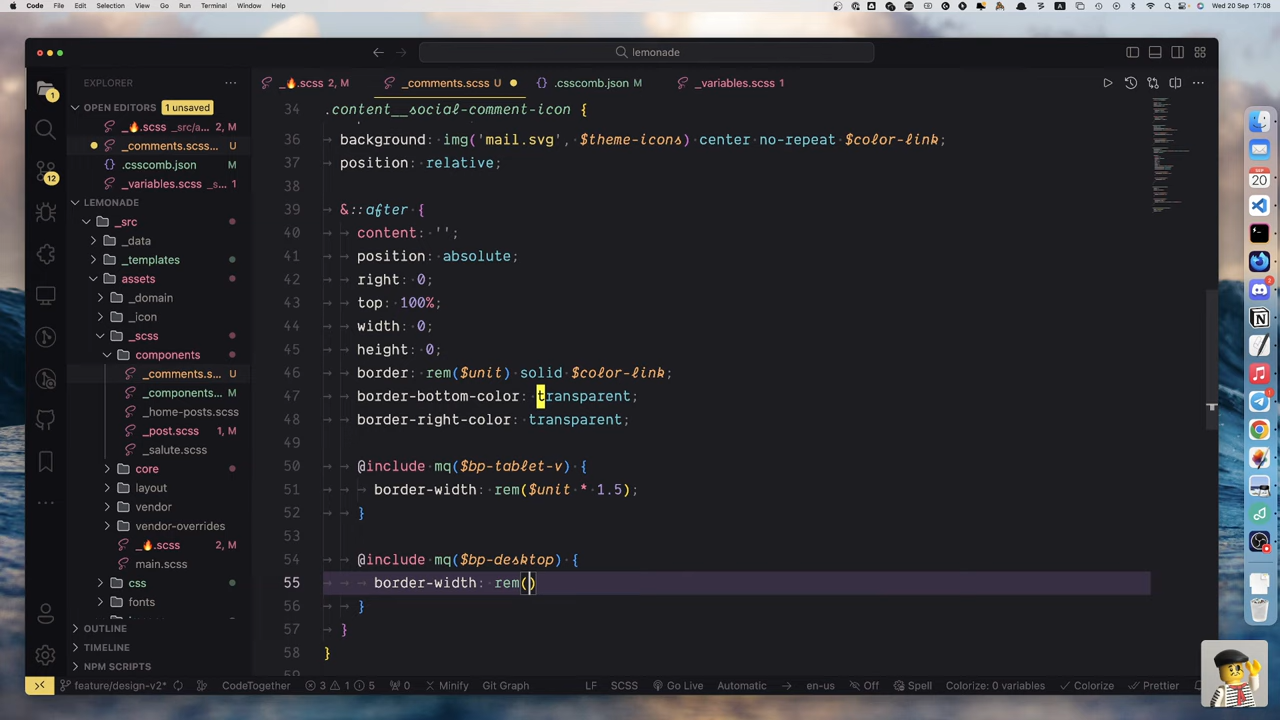 Code File Edit Selection View Go Run Terminal Window Help
Wed 20 Sep 17:08
lemonade
EXPLORER
OPEN EDITORS 1 unsaved
_🔥.scss _src/a... 2, M
_comments.scss... U
.csscomb.json M
_variables.scss _s... 1
LEMONADE
_src
_data
_templates
assets
_domain
_icon
_scss
components
_comments.s... U
_components... M
_home-posts.scss
_post.scss 1, M
_salute.scss
core
layout
vendor
vendor-overrides
_🔥.scss 2, M
main.scss
css
fonts
OUTLINE
TIMELINE
NPM SCRIPTS
1
12
_🔥.scss 2, M
_comments.scss U
.csscomb.json M
_variables.scss 1
34 .content__social-comment-icon {
36 background: in('mail.svg', $theme-icons) center no-repeat $color-link;
37 position: relative;
38
39 &::after {
40 content: '';
41 position: absolute;
42 right: 0;
43 top: 100%;
44 width: 0;
45 height: 0;
46 border: rem($unit) solid $color-link;
47 border-bottom-color: transparent;
48 border-right-color: transparent;
49
50 @include mq($bp-tablet-v) {
51 border-width: rem($unit * 1.5);
52 }
53
54 @include mq($bp-desktop) {
55 border-width: rem()
56 }
57 }
58 }
SEP
20
feature/design-v2* CodeTogether 3 1 5 0 Minify Git Graph LF SCSS Go Live Automatic en-us Off Spell Colorize: 0 variables Colorize Prettier